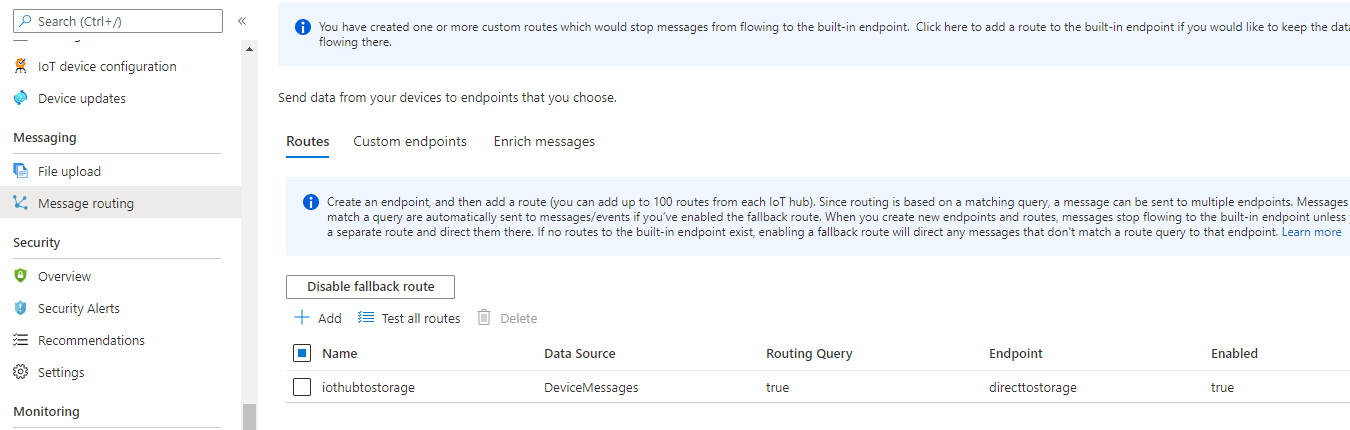 Search (Ctrl+/)
«
IoT device configuration
Device updates
Messaging
File upload
Message routing
Security
Overview
Security Alerts
Recommendations
Settings
Monitoring
You have created one or more custom routes which would stop messages from flowing to the built-in endpoint. Click here to add a route to the built-in endpoint if you would like to keep the data
flowing there.
Send data from your devices to endpoints that you choose.
Routes Custom endpoints Enrich messages
Create an endpoint, and then add a route (you can add up to 100 routes from each IoT hub). Since routing is based on a matching query, a message can be sent to multiple endpoints. Messages
match a query are automatically sent to messages/events if you've enabled the fallback route. When you create new endpoints and routes, messages stop flowing to the built-in endpoint unless
a separate route and direct them there. If no routes to the built-in endpoint exist, enabling a fallback route will direct any messages that don't match a route query to that endpoint. Learn more
Disable fallback route
Add Test all routes Delete
Name Data Source Routing Query Endpoint Enabled
iothubtostorage DeviceMessages true directtostorage true